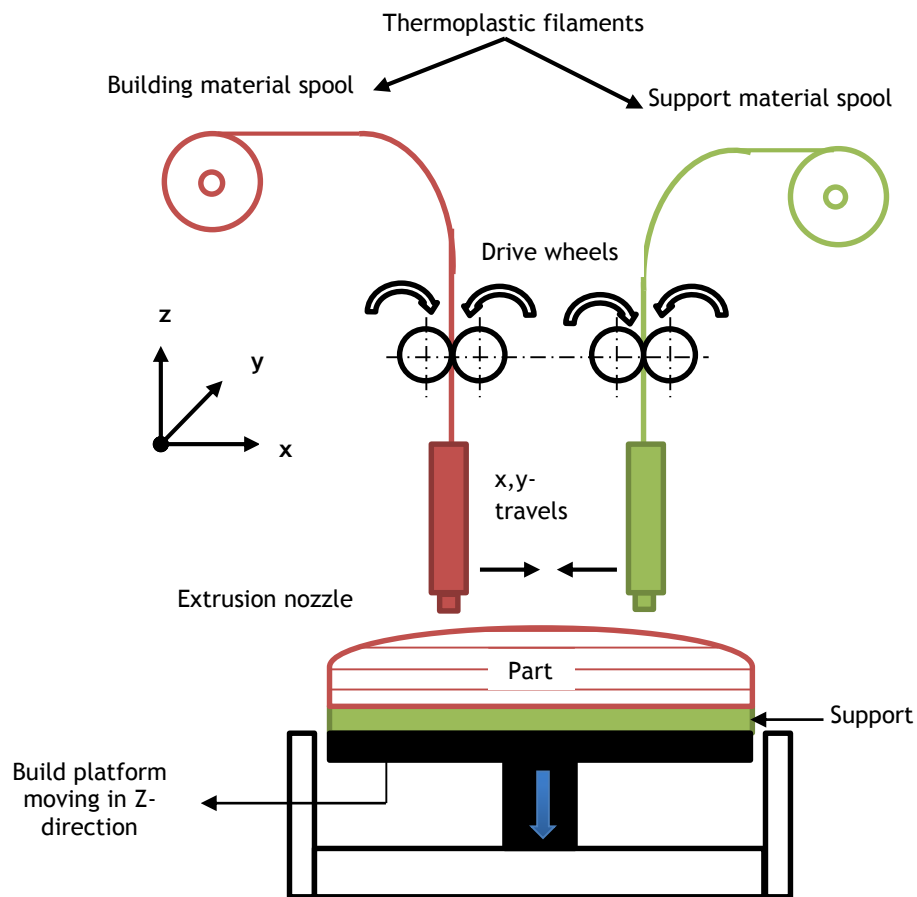 Thermoplastic filaments
Building material spool
Support material spool
Drive wheels
z
y
x
x,y-
travels
Extrusion nozzle
Part
Support
Build platform
moving in Z-
direction